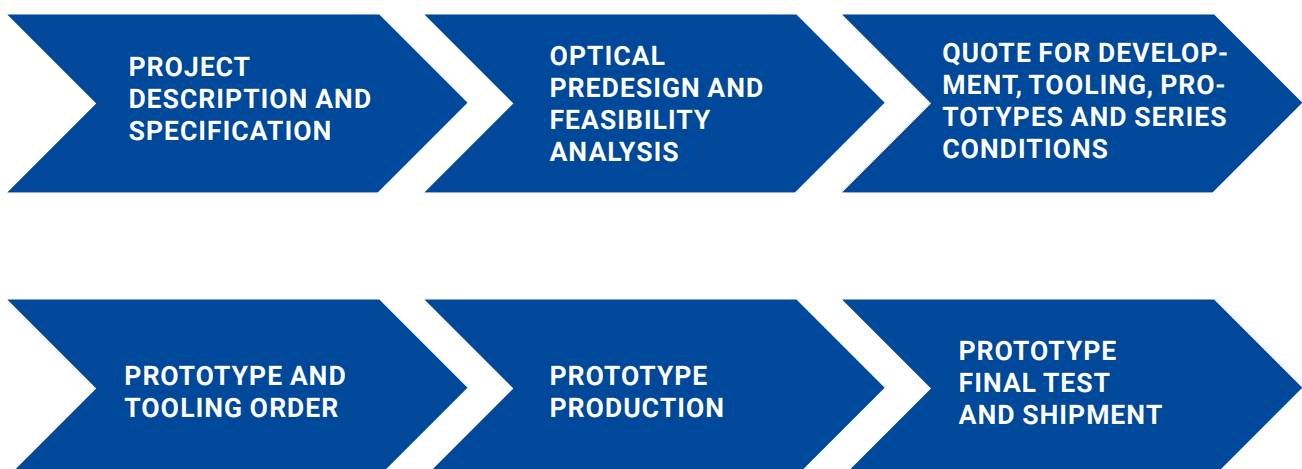 PROJECT
DESCRIPTION AND
SPECIFICATION
OPTICAL
PREDESIGN AND
FEASIBILITY
ANALYSIS
QUOTE FOR DEVELOP-
MENT, TOOLING, PRO-
TOTYPES AND SERIES
CONDITIONS
PROTOTYPE AND
TOOLING ORDER
PROTOTYPE
PRODUCTION
PROTOTYPE
FINAL TEST
AND SHIPMENT